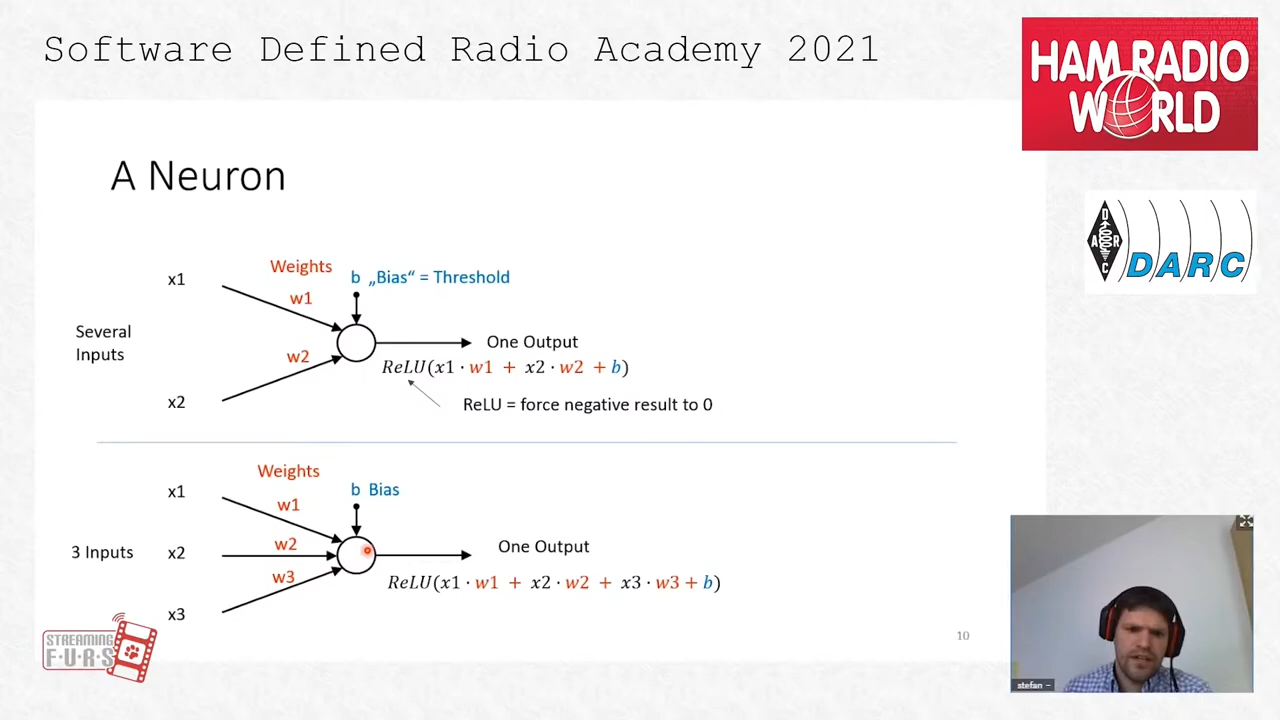 Software Defined Radio Academy 2021
HAM RADIO
WORLD
DARC
D
A R
C
A Neuron
x1
Weights
w1
b „Bias“ = Threshold
Several
Inputs
w2
One Output
ReLU(x1 · w1 + x2 · w2 + b)
x2
ReLU = force negative result to 0
Weights
x1
w1
b Bias
3 Inputs
x2
w2
One Output
w3
ReLU(x1 · w1 + x2 · w2 + x3 · w3 + b)
x3
STREAMING
F·U·R·S
10
stefan –